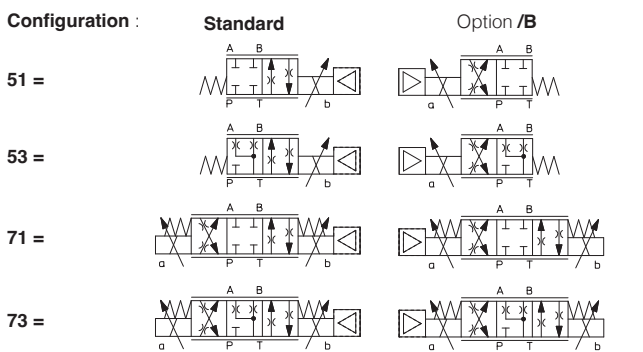 Configuration : Standard Option /B
A B A B
51 =
P T b a P T
A B A B
53 =
P T b a P T
A B A B
71 =
a P T b a P T b
A B A B
73 =
a P T b a P T b